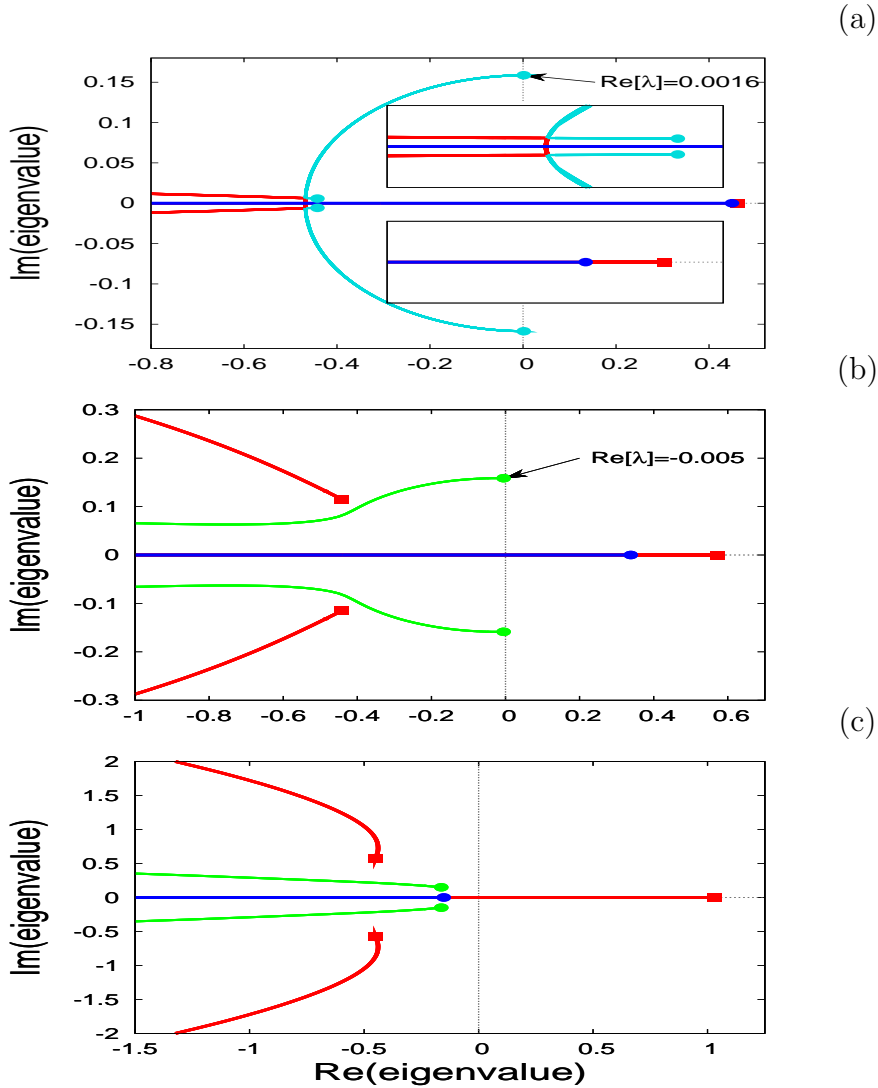 (a)
Im(eigenvalue)
0.15
0.1
0.05
0
-0.05
-0.1
-0.15
Re[λ]=0.0016
-0.8 -0.6 -0.4 -0.2 0 0.2 0.4
(b)
Im(eigenvalue)
0.3
0.2
0.1
0
-0.1
-0.2
-0.3
Re[λ]=-0.005
-1 -0.8 -0.6 -0.4 -0.2 0 0.2 0.4 0.6
(c)
Im(eigenvalue)
2
1.5
1
0.5
0
-0.5
-1
-1.5
-2
-1.5 -1 -0.5 0 0.5 1
Re(eigenvalue)